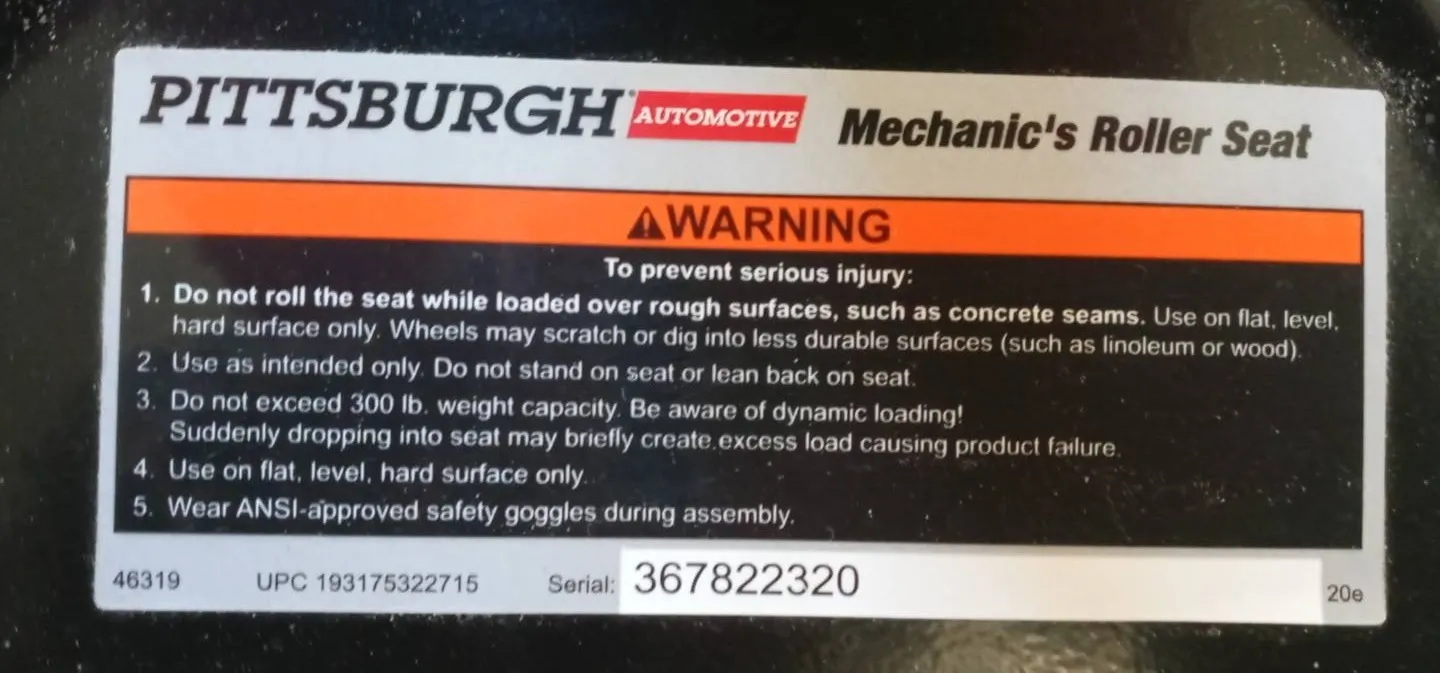 PITTSBURGH® AUTOMOTIVE Mechanic's Roller Seat
⚠WARNING
To prevent serious injury:
1. Do not roll the seat while loaded over rough surfaces, such as concrete seams. Use on flat, level,
hard surface only. Wheels may scratch or dig into less durable surfaces (such as linoleum or wood).
2. Use as intended only. Do not stand on seat or lean back on seat.
3. Do not exceed 300 lb. weight capacity. Be aware of dynamic loading!
Suddenly dropping into seat may briefly create excess load causing product failure.
4. Use on flat, level, hard surface only.
5. Wear ANSI-approved safety goggles during assembly.
46319 UPC 193175322715 Serial: 367822320 20e